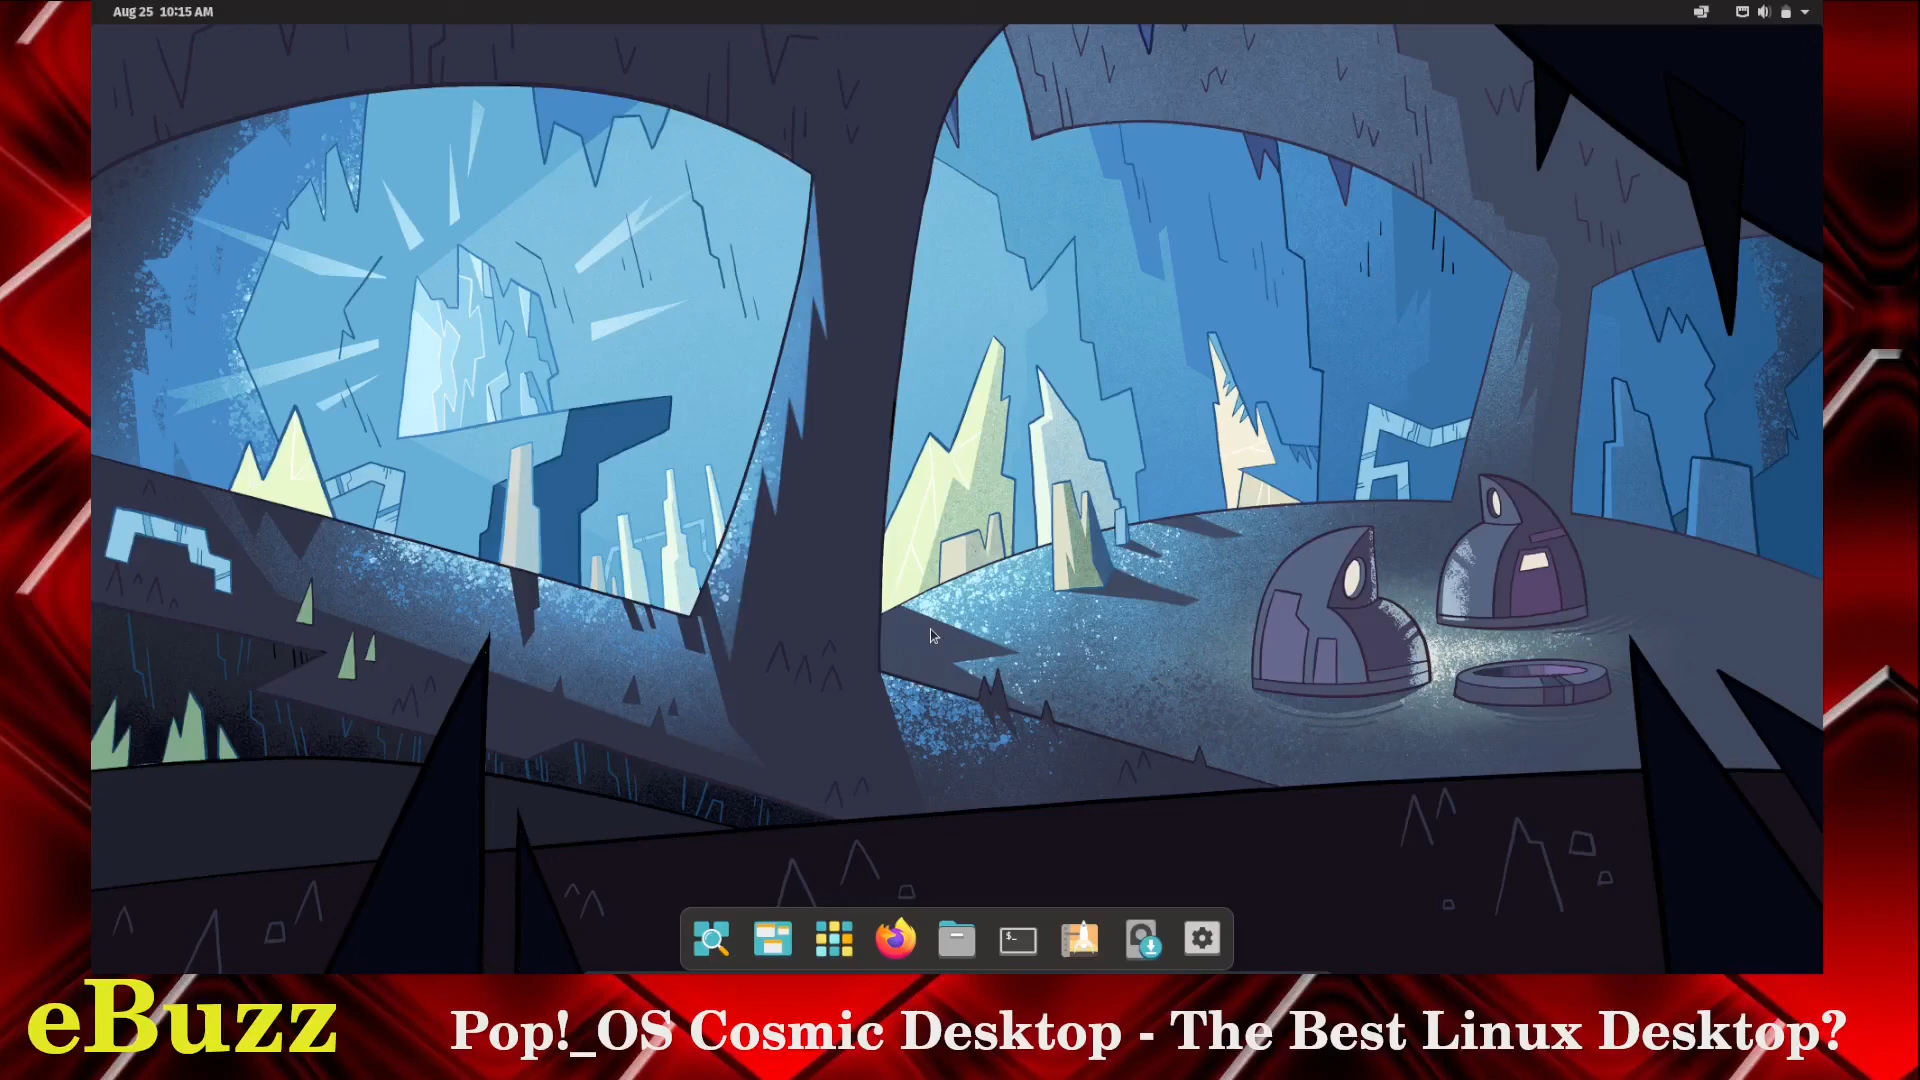 Aug 25 10:15 AM
$_
eBuzz
Pop!_OS Cosmic Desktop - The Best Linux Desktop?